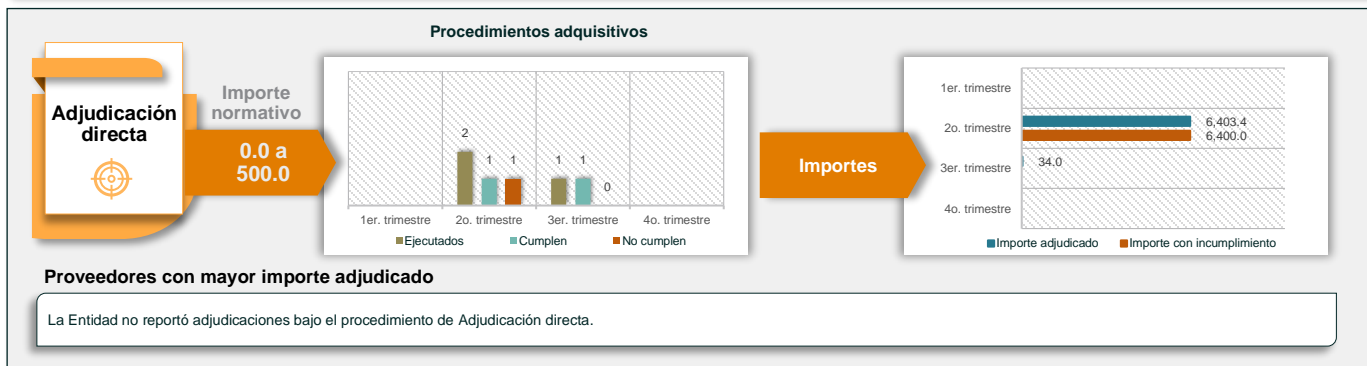 Procedimientos adquisitivos
Adjudicación
directa
Importe
normativo
0.0 a
500.0
2
1
1
1
1
0
1er. trimestre
2o. trimestre
3er. trimestre
4o. trimestre
Ejecutados
Cumplen
No cumplen
Importes
1er. trimestre
2o. trimestre
6,403.4
6,400.0
3er. trimestre
34.0
4o. trimestre
Importe adjudicado
Importe con incumplimiento
Proveedores con mayor importe adjudicado
La Entidad no reportó adjudicaciones bajo el procedimiento de Adjudicación directa.